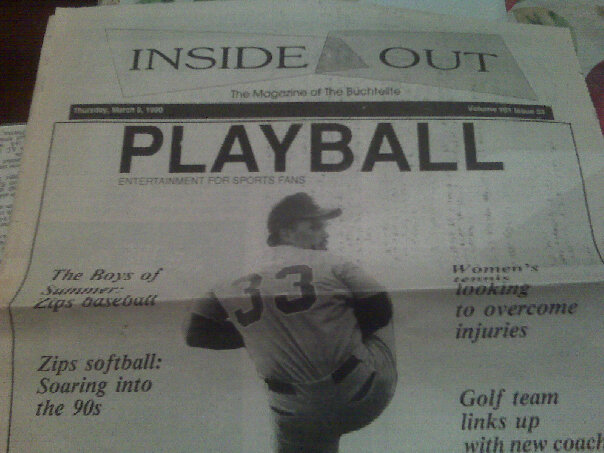 INSIDE OUT
The Magazine of The Buchtelite
Thursday, March 8, 1990
Volume 101 Issue 53
PLAYBALL
ENTERTAINMENT FOR SPORTS FANS
33
The Boys of
Summer:
Zips baseball
Zips softball:
Soaring into
the 90s
Women's
tennis
looking
to overcome
injuries
Golf team
links up
with new coach